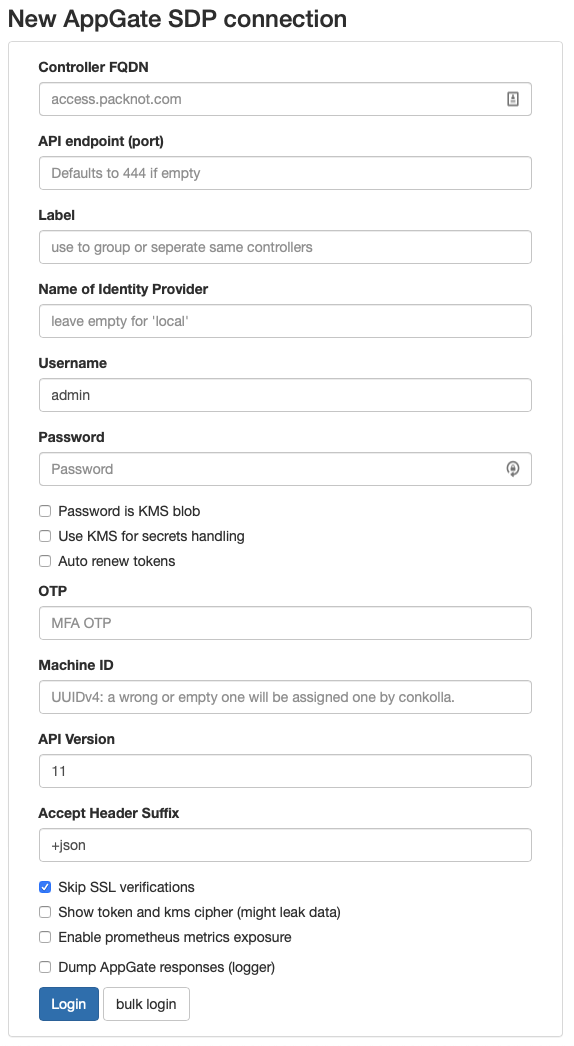 New AppGate SDP connection
Controller FQDN
access.packnot.com
API endpoint (port)
Defaults to 444 if empty
Label
use to group or seperate same controllers
Name of Identity Provider
leave empty for 'local'
Username
admin
Password
Password
Password is KMS blob
Use KMS for secrets handling
Auto renew tokens
OTP
MFA OTP
Machine ID
UUIDv4: a wrong or empty one will be assigned one by conkolla.
API Version
11
Accept Header Suffix
+json
Skip SSL verifications
Show token and kms cipher (might leak data)
Enable prometheus metrics exposure
Dump AppGate responses (logger)
Login bulk login